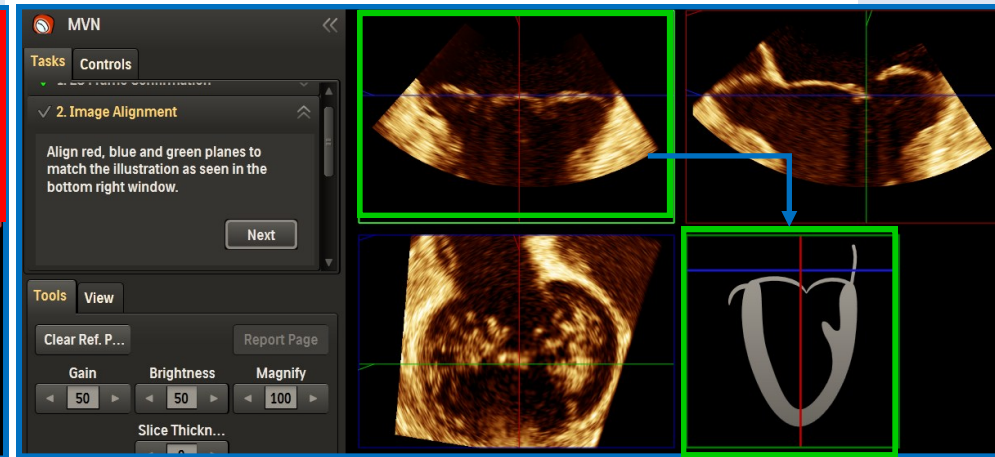 MVN
Tasks
Controls
2. Image Alignment
Align red, blue and green planes to
match the illustration as seen in the
bottom right window.
Next
Tools
View
Clear Ref. P...
Report Page
Gain
Brightness
Magnify
50
50
100
Slice Thickn...